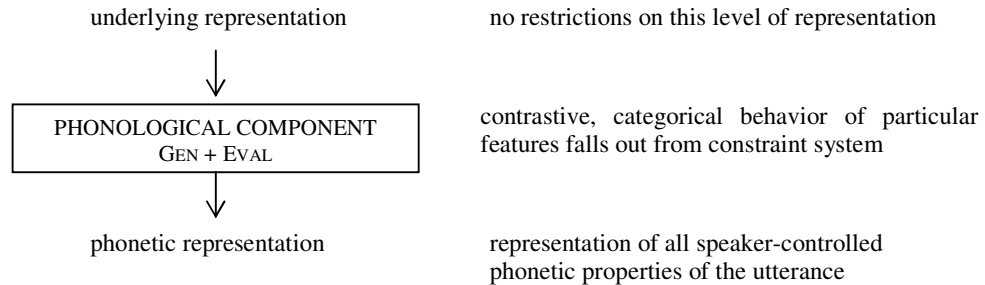 underlying representation no restrictions on this level of representation
PHONOLOGICAL COMPONENT
GEN + EVAL
contrastive, categorical behavior of particular
features falls out from constraint system
phonetic representation
representation of all speaker-controlled
phonetic properties of the utterance